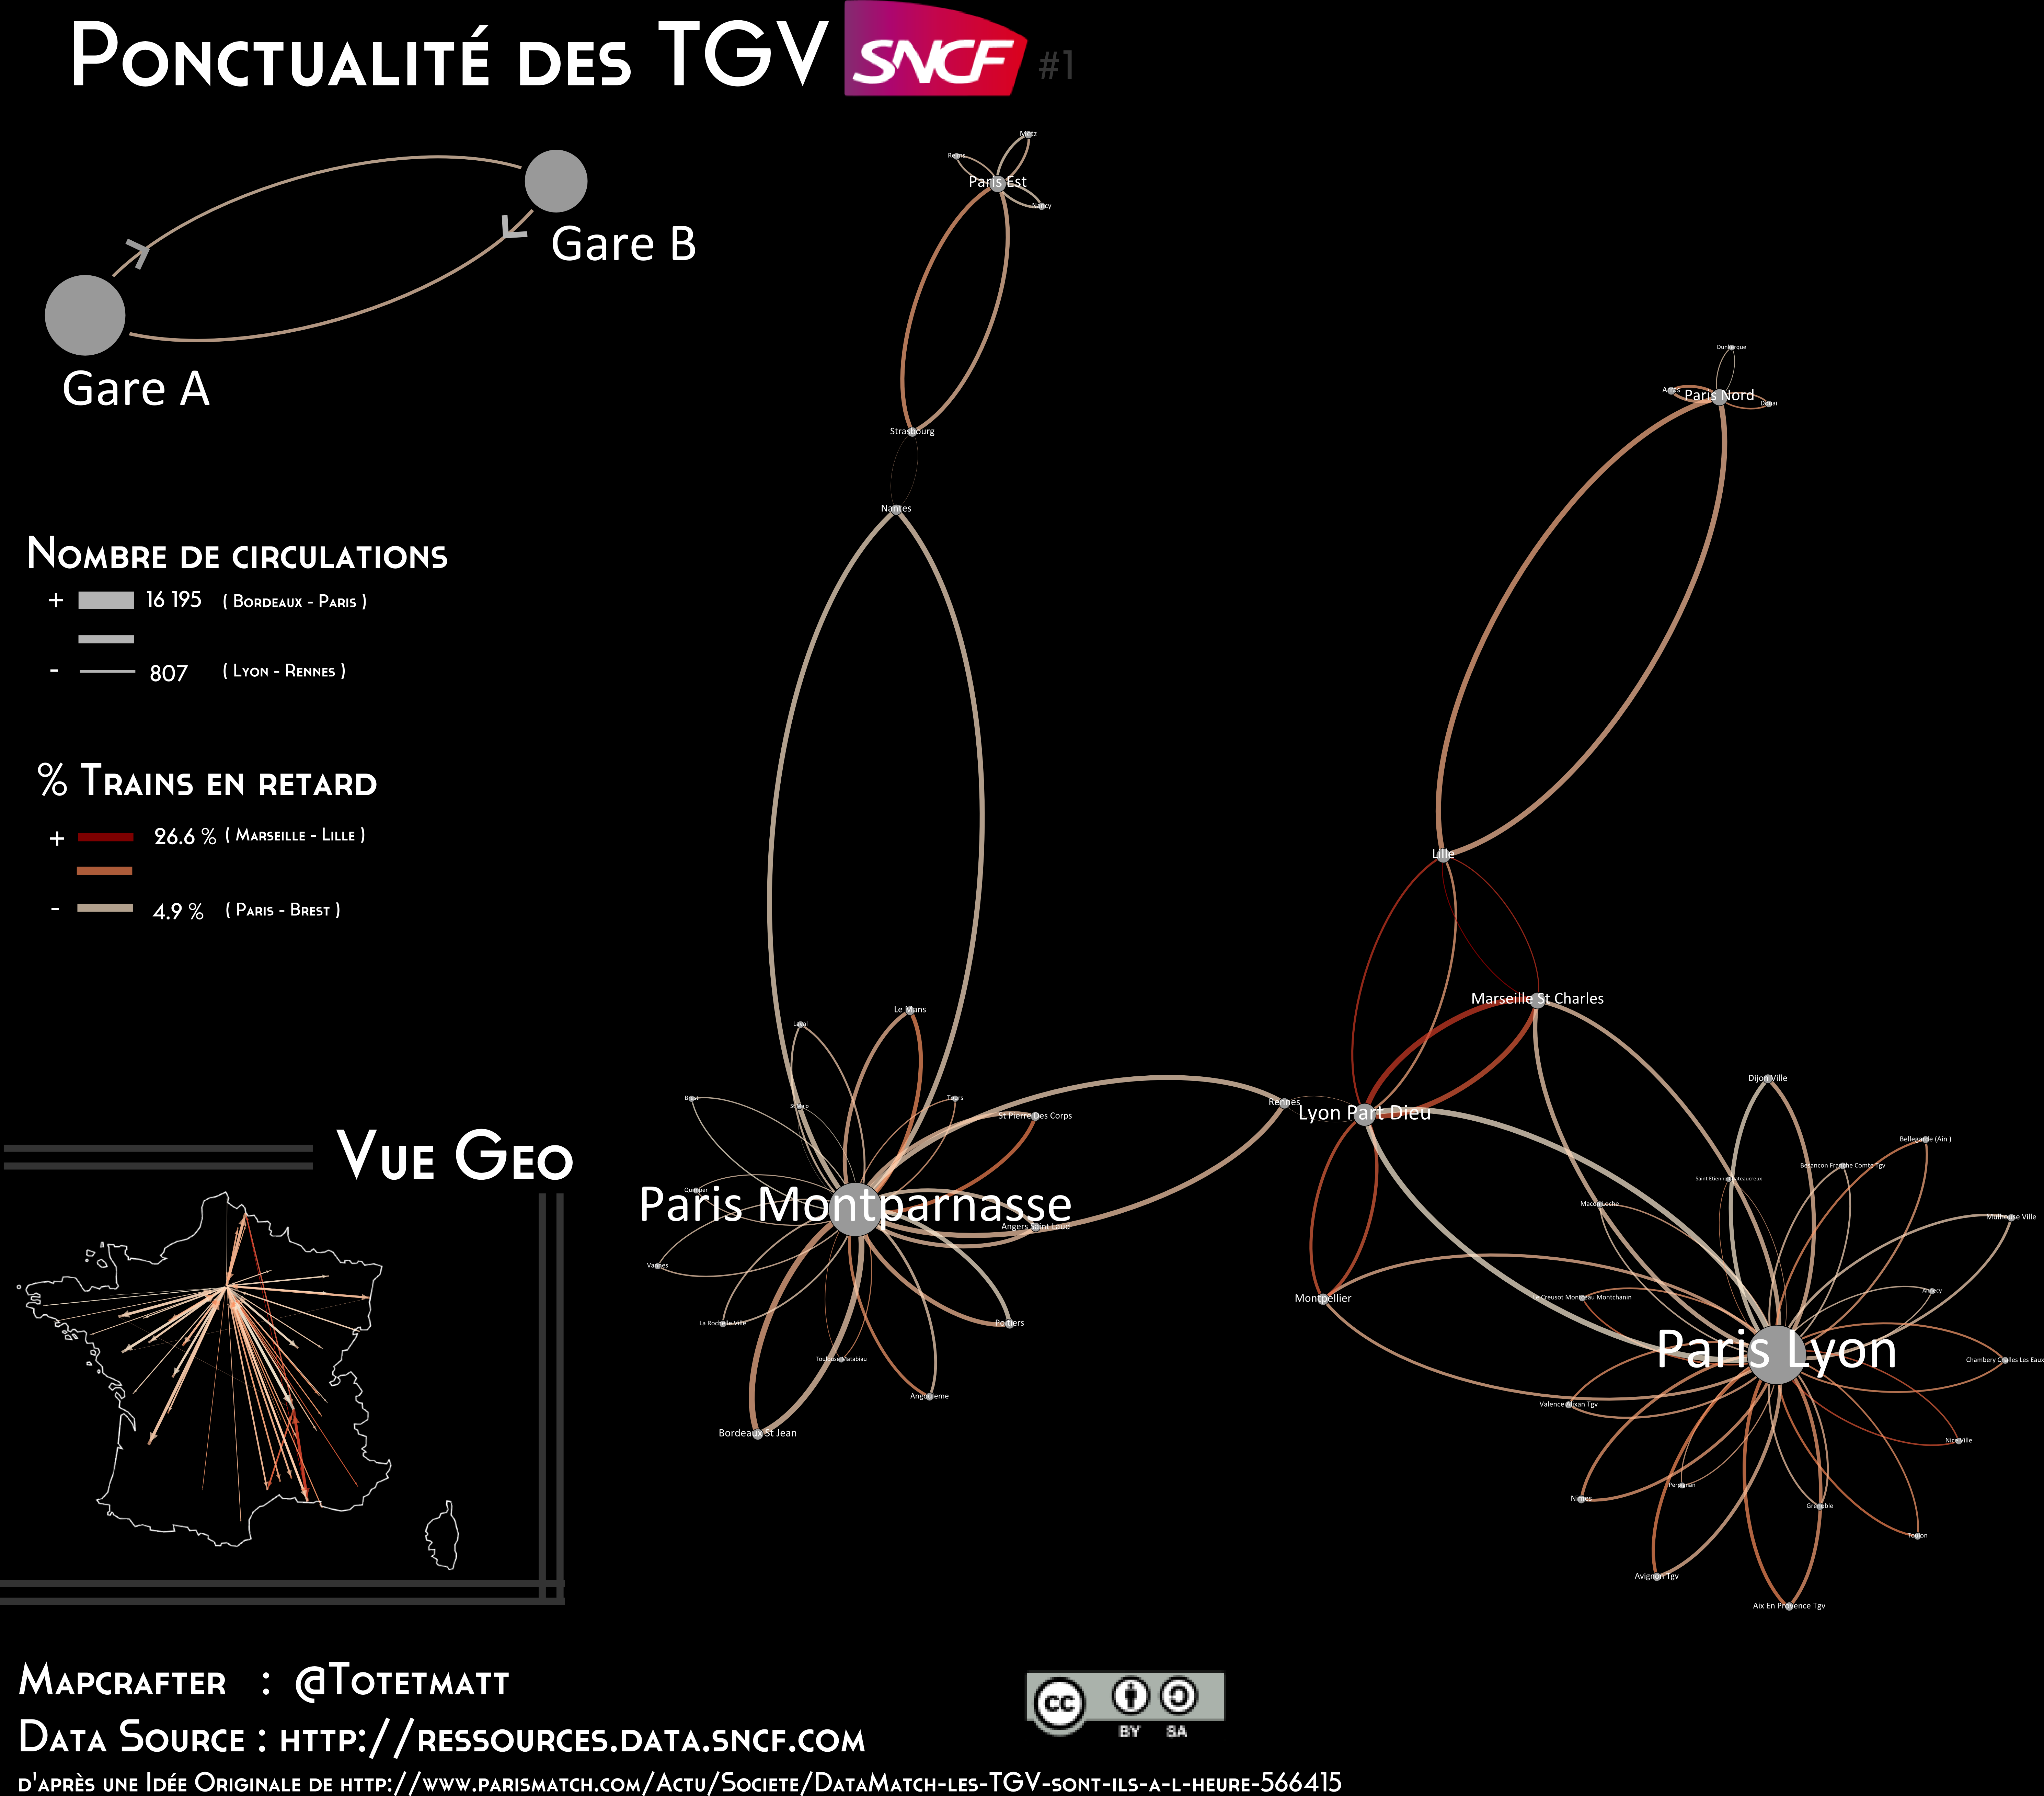 Ponctualité des TGV SNCF #1
Metz
Reims
Paris Est
Nancy
Gare B
Gare A
Dunkerque
Arras
Paris Nord
Douai
Strasbourg
Nantes
Nombre de circulations
+ 16 195 ( Bordeaux - Paris )
- 807 ( Lyon - Rennes )
% Trains en retard
+ 26.6 % ( Marseille - Lille )
- 4.9 % ( Paris - Brest )
Lille
Marseille St Charles
Le Mans
Laval
Dijon Ville
Brest
Tours
St Malo
Rennes
Lyon Part Dieu
St Pierre Des Corps
Bellegarde (Ain )
Besancon Franche Comte Tgv
Saint Etienne Chateaucreux
Quimper
Paris Montparnasse
Macon Loche
Mulhouse Ville
Angers Saint Laud
Vannes
Annecy
Le Creusot Montceau Montchanin
Montpellier
La Rochelle Ville
Poitiers
Paris Lyon
Toulouse Matabiau
Chambery Challes Les Eaux
Angouleme
Valence Alixan Tgv
Bordeaux St Jean
Nice Ville
Perpignan
Nimes
Grenoble
Toulon
Avignon Tgv
Aix En Provence Tgv
Vue Geo
Mapcrafter : @Totetmatt
Data Source : http://ressources.data.sncf.com
d'après une Idée Originale de http://www.parismatch.com/Actu/Societe/DataMatch-les-TGV-sont-ils-a-l-heure-566415
cc
BY SA